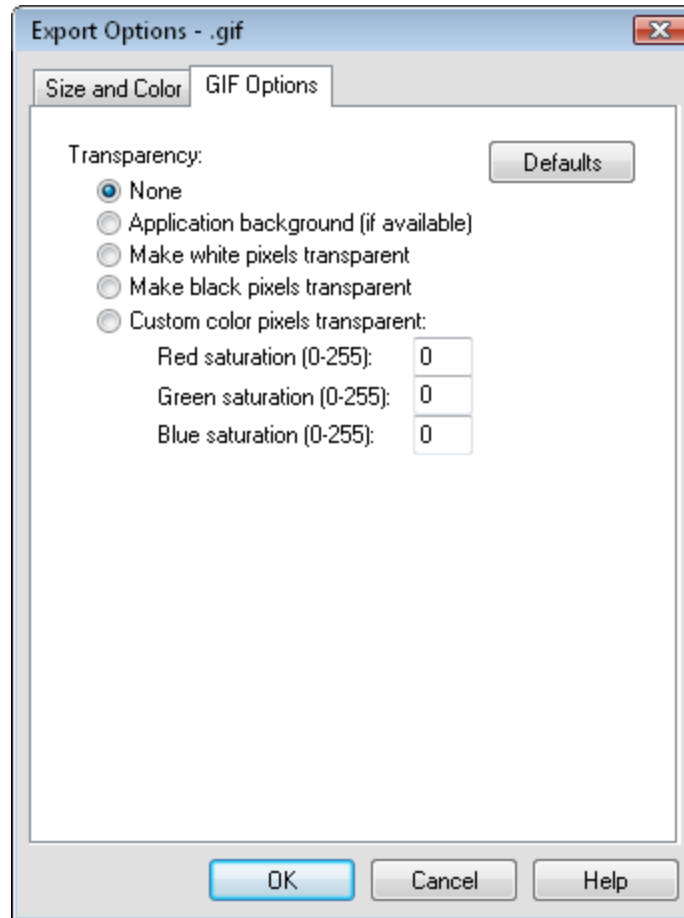 Export Options - .gif
Size and Color
GIF Options
Transparency:
Defaults
None
Application background (if available)
Make white pixels transparent
Make black pixels transparent
Custom color pixels transparent:
Red saturation (0-255): 0
Green saturation (0-255): 0
Blue saturation (0-255): 0
OK
Cancel
Help